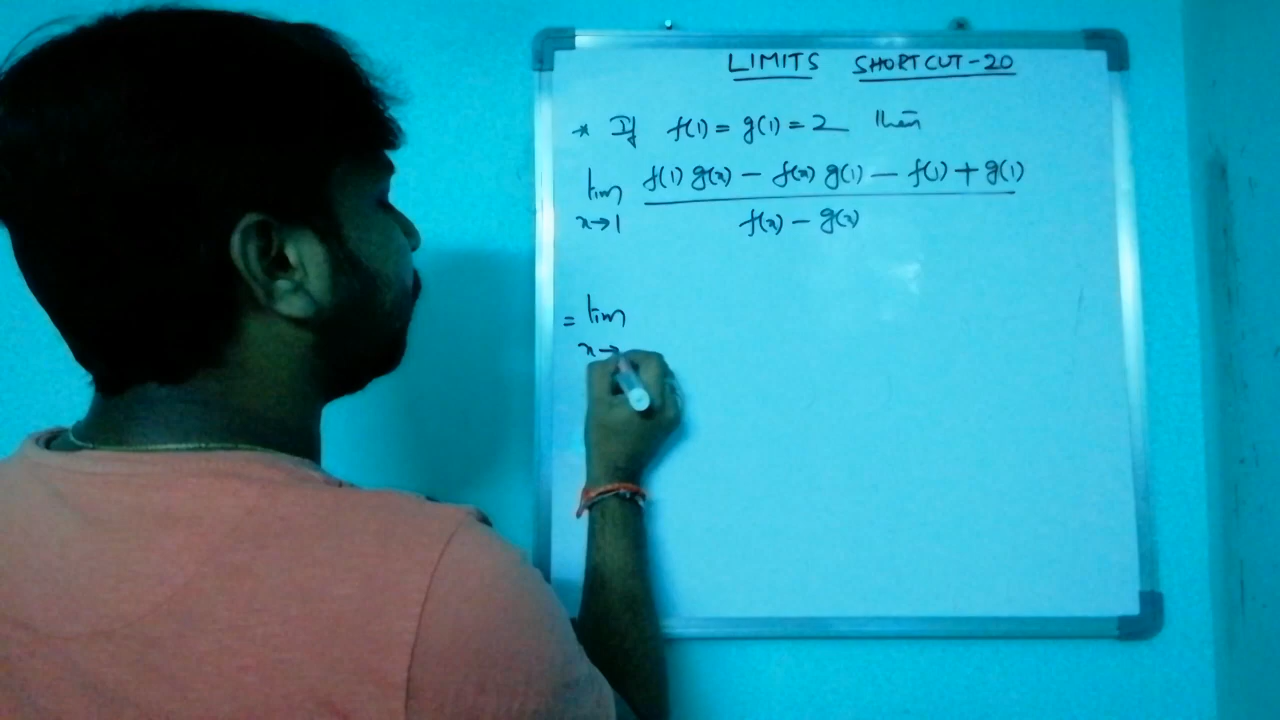 LIMITS SHORTCUT-20
* If f(1) = g(1) = 2 then
lim f(1) g(x) - f(x) g(1) - f(1) + g(1)
x→1 f(x) - g(x)
= lim
x→